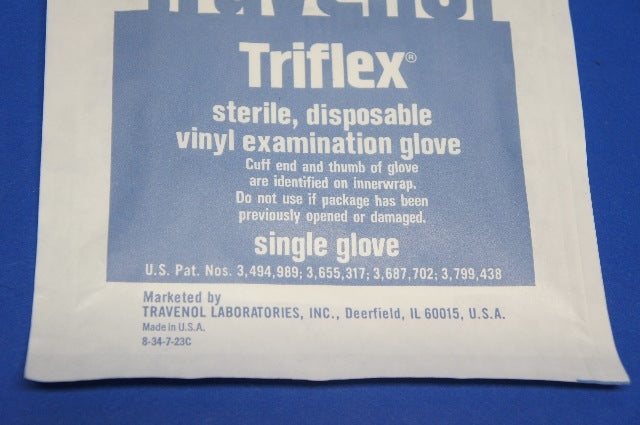 Travenol
Triflex®
sterile, disposable
vinyl examination glove
Cuff end and thumb of glove
are identified on innerwrap.
Do not use if package has been
previously opened or damaged.
single glove
U.S. Pat. Nos. 3,494,989; 3,655,317; 3,687,702; 3,799,438
Marketed by
TRAVENOL LABORATORIES, INC., Deerfield, IL 60015, U.S.A.
Made in U.S.A.
8-34-7-23C